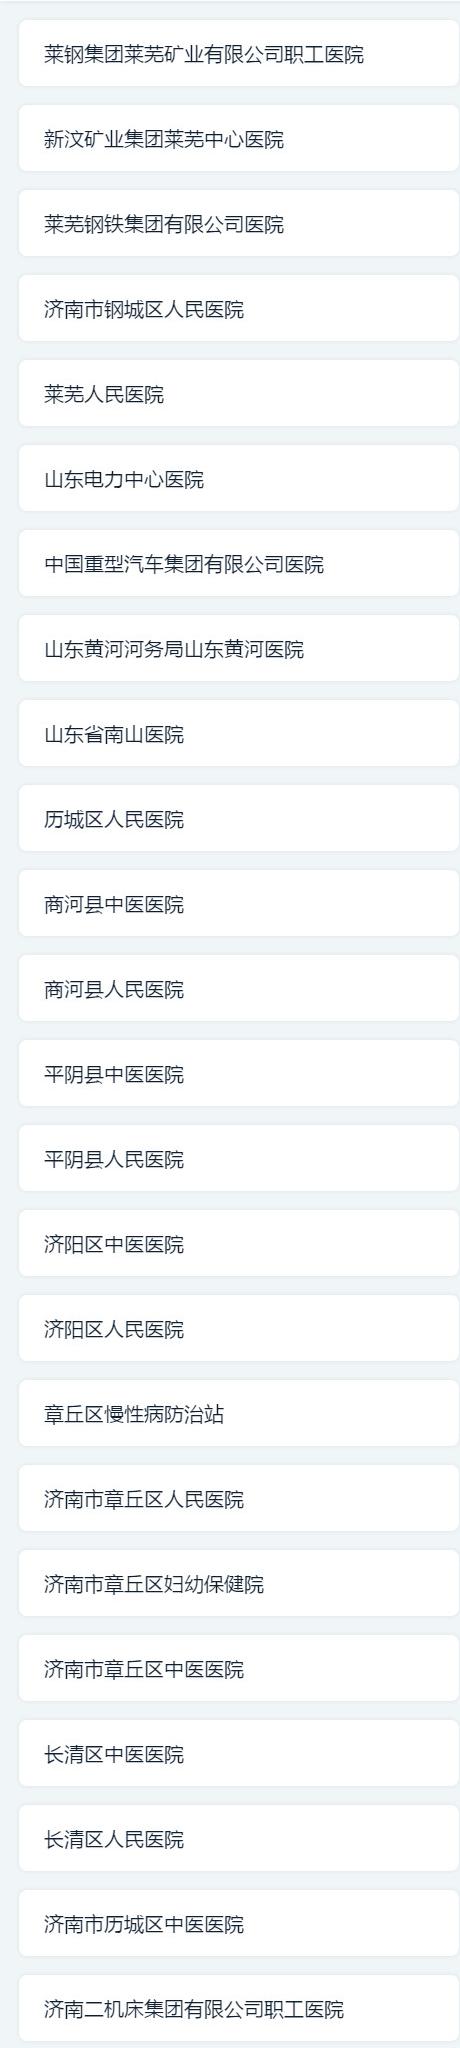 莱钢集团莱芜矿业有限公司职工医院
新汶矿业集团莱芜中心医院
莱芜钢铁集团有限公司医院
济南市钢城区人民医院
莱芜人民医院
山东电力中心医院
中国重型汽车集团有限公司医院
山东黄河河务局山东黄河医院
山东省南山医院
历城区人民医院
商河县中医医院
商河县人民医院
平阴县中医医院
平阴县人民医院
济阳区中医医院
济阳区人民医院
章丘区慢性病防治站
济南市章丘区人民医院
济南市章丘区妇幼保健院
济南市章丘区中医医院
长清区中医医院
长清区人民医院
济南市历城区中医医院
济南二机床集团有限公司职工医院